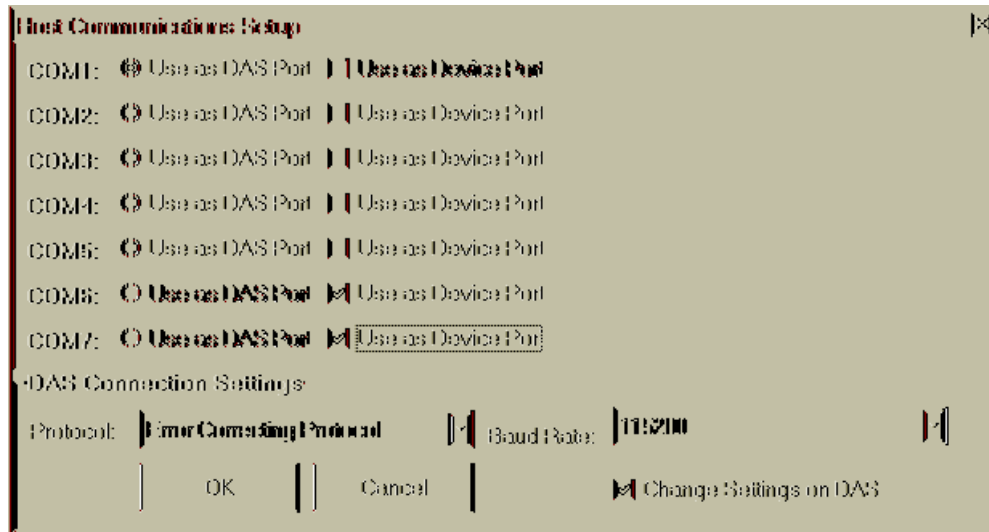 Host Communications Setup
COM1: Use as DAS Port Use as Device Port
COM2: Use as DAS Port Use as Device Port
COM3: Use as DAS Port Use as Device Port
COM4: Use as DAS Port Use as Device Port
COM5: Use as DAS Port Use as Device Port
COM6: Use as DAS Port Use as Device Port
COM7: Use as DAS Port Use as Device Port
DAS Connection Settings
Protocol: Error Correcting Protocol Baud Rate: 115200
OK Cancel Change Settings on DAS